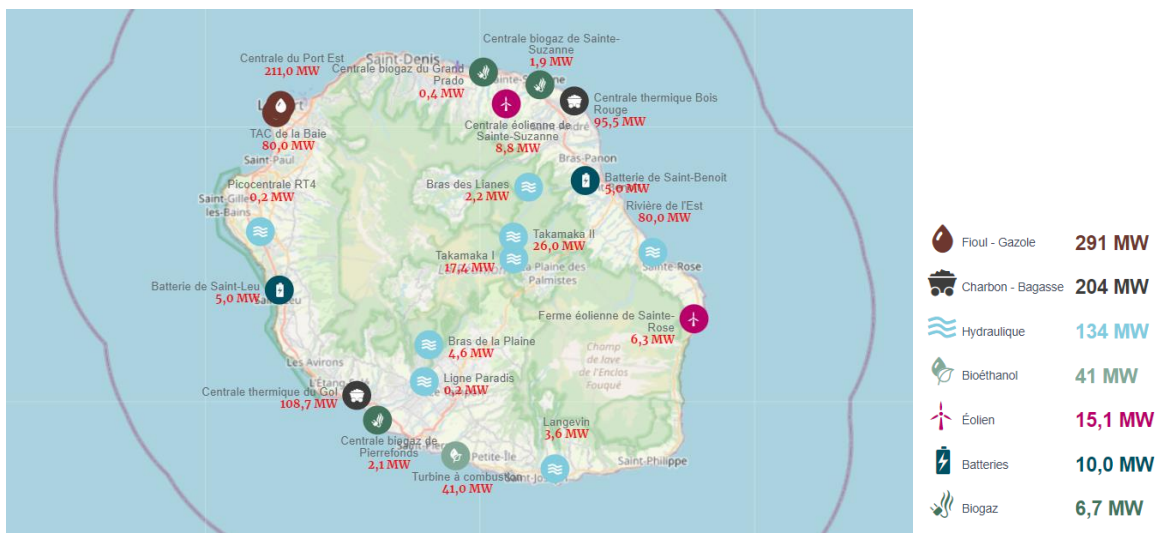 Centrale biogaz de Sainte-
Suzanne
1,9 MW
Saint-Denis
Centrale du Port Est
211,0 MW
Centrale biogaz du Grand
Prado
0,4 MW
Centrale thermique Bois
Rouge
95,5 MW
TAC de la Baie
80,0 MW
Centrale éolienne de
Sainte-Suzanne
8,8 MW
Saint-Paul
Bras-Panon
Picocentrale RT4
0,2 MW
les-Bains
Bras des Lianes
2,2 MW
Batterie de Saint-Benoit
5,0 MW
Rivière de l'Est
80,0 MW
Takamaka II
26,0 MW
Takamaka I
17,4 MW
La Plaine des
Palmistes
Sainte-Rose
Batterie de Saint-Leu
5,0 MW
Ferme éolienne de Sainte-
Rose
6,3 MW
Bras de la Plaine
4,6 MW
Champ
de lave
de l'Enclos
Fouqué
Les Avirons
Ligne Paradis
0,2 MW
Centrale thermique du Gol
108,7 MW
Langevin
3,6 MW
Centrale biogaz de
Pierrefonds
2,1 MW
Petite-Île
Saint-Philippe
Turbine à combustion
41,0 MW
Fioul - Gazole 291 MW
Charbon - Bagasse 204 MW
Hydraulique 134 MW
Bioéthanol 41 MW
Éolien 15,1 MW
Batteries 10,0 MW
Biogaz 6,7 MW